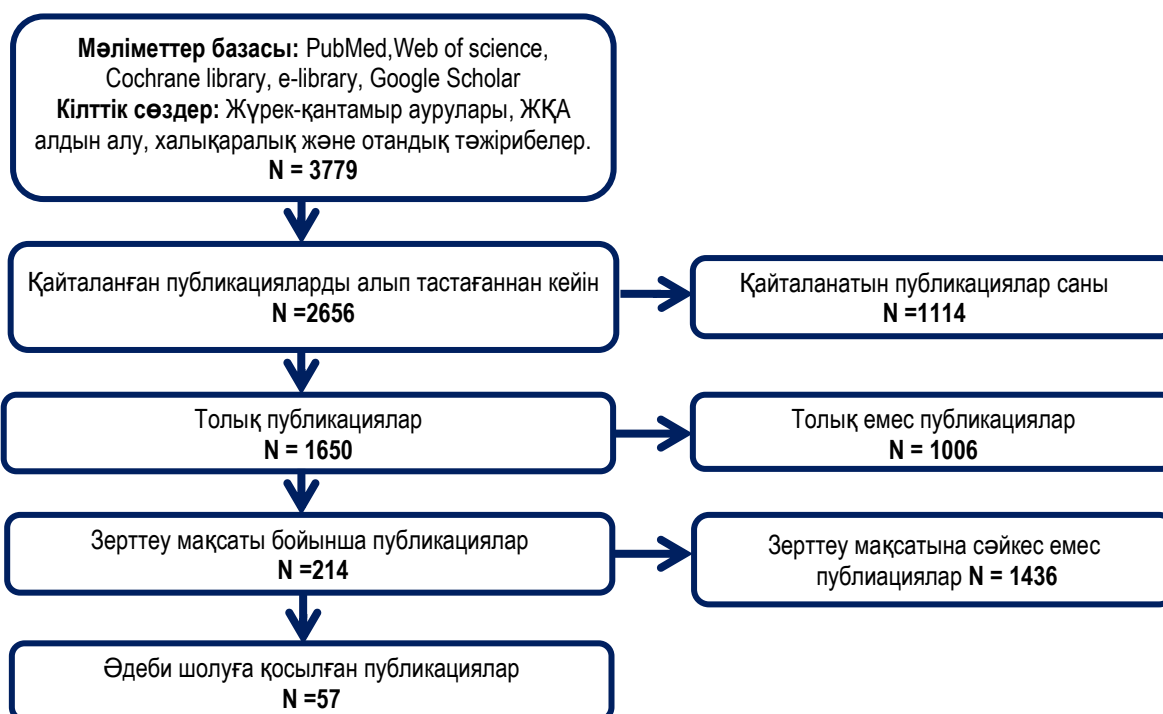 Мәліметтер базасы: PubMed,Web of science,
Cochrane library, e-library, Google Scholar
Кілттік сөздер: Жүрек-қантамыр аурулары, ЖҚА
алдын алу, халықаралық және отандық тәжірибелер.
N = 3779
Қайталанған публикацияларды алып тастағаннан кейін
N =2656
Қайталанатын публикациялар саны
N =1114
Толық публикациялар
N = 1650
Толық емес публикациялар
N = 1006
Зерттеу мақсаты бойынша публикациялар
N =214
Зерттеу мақсатына сәйкес емес
публиациялар N = 1436
Әдеби шолуға қосылған публикациялар
N =57